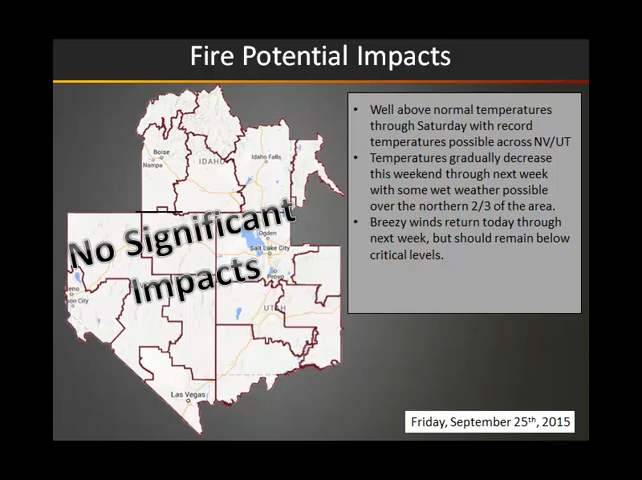 Fire Potential Impacts
• Well above normal temperatures
through Saturday with record
temperatures possible across NV/UT
• Temperatures gradually decrease
this weekend through next week
with some wet weather possible
over the northern 2/3 of the area.
• Breezy winds return today through
next week, but should remain below
critical levels.
Boise
Nampa
IDAHO
Idaho Falls
No Significant
Impacts
Ogden
Salt Lake City
Provo
UTAH
Las Vegas
Friday, September 25th, 2015